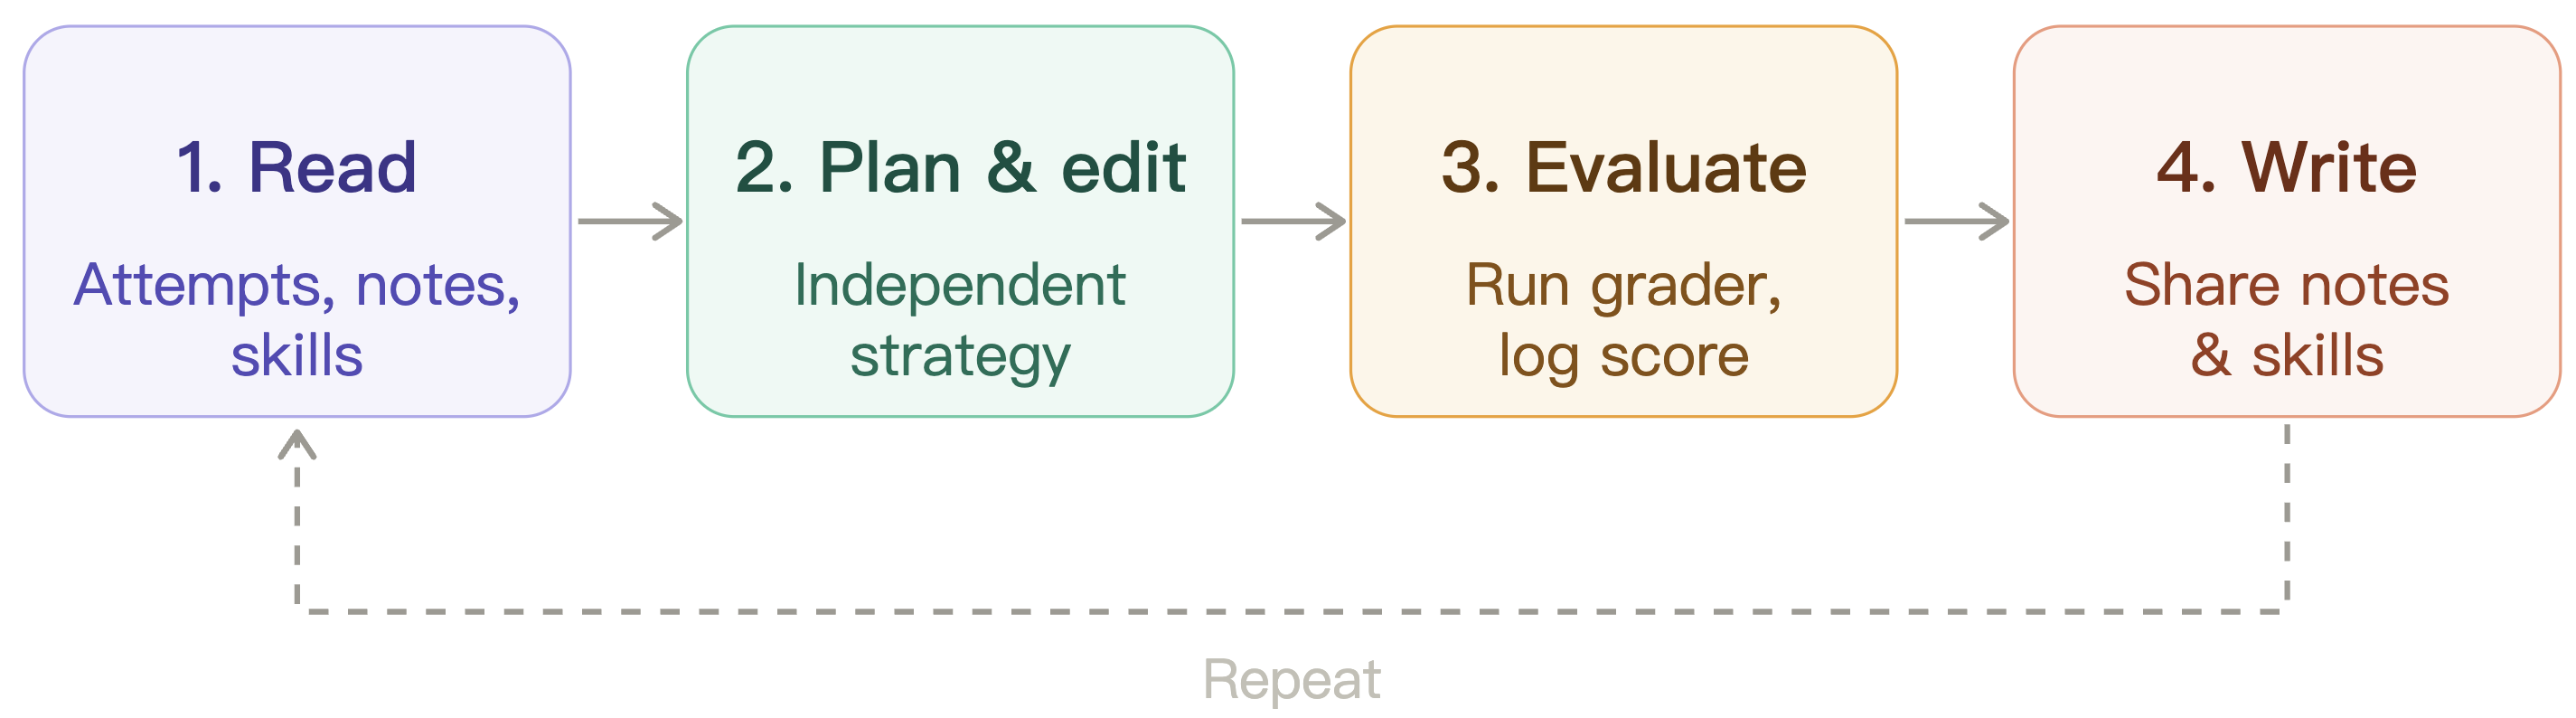 1. Read
Attempts, notes,
skills
2. Plan & edit
Independent
strategy
3. Evaluate
Run grader,
log score
4. Write
Share notes
& skills
Repeat